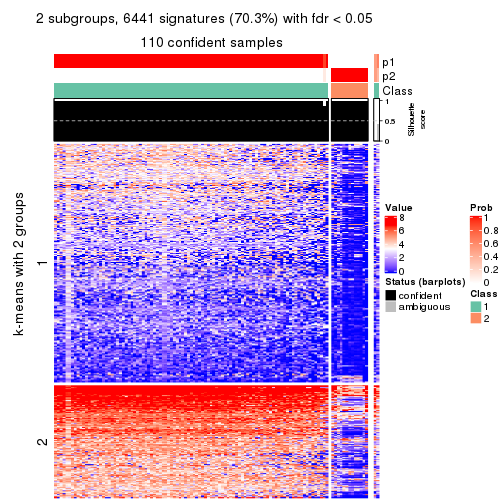 2 subgroups, 6441 signatures (70.3%) with fdr < 0.05
110 confident samples
p1
p2
Class
1
0.5
0
Silhouette
score
k-means with 2 groups
1
2
Value
8
6
4
2
0
Status (barplots)
confident
ambiguous
Prob
1
0.8
0.6
0.4
0.2
0
Class
1
2